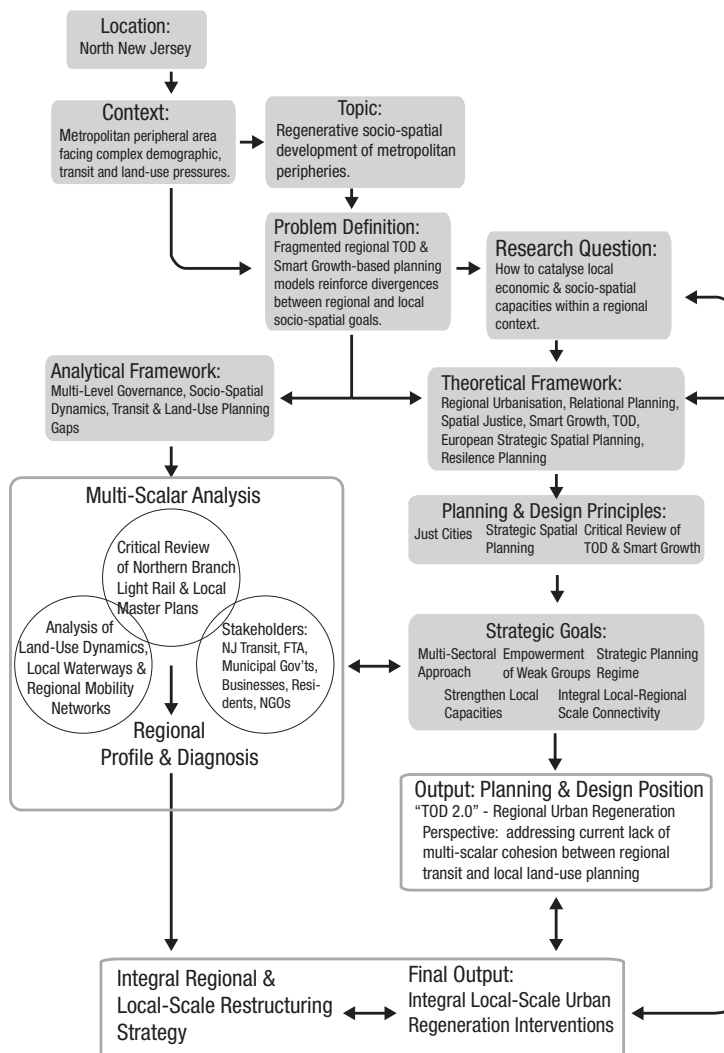 Location:
North New Jersey
Context:
Metropolitan peripheral area
facing complex demographic,
transit and land-use pressures.
Topic:
Regenerative socio-spatial
development of metropolitan
peripheries.
Problem Definition:
Fragmented regional TOD &
Smart Growth-based planning
models reinforce divergences
between regional and local
socio-spatial goals.
Research Question:
How to catalyse local
economic & socio-spatial
capacities within a regional
context.
Analytical Framework:
Multi-Level Governance, Socio-Spatial
Dynamics, Transit & Land-Use Planning
Gaps
Theoretical Framework:
Regional Urbanisation, Relational Planning,
Spatial Justice, Smart Growth, TOD,
European Strategic Spatial Planning,
Resilence Planning
Multi-Scalar Analysis
Critical Review
of Northern Branch
Light Rail & Local
Master Plans
Analysis of
Land-Use Dynamics,
Local Waterways &
Regional Mobility
Networks
Stakeholders:
NJ Transit, FTA,
Municipal Gov'ts,
Businesses, Resi-
dents, NGOs
Regional
Profile & Diagnosis
Planning & Design Principles:
Just Cities
Strategic Spatial
Planning
Critical Review of
TOD & Smart Growth
Strategic Goals:
Multi-Sectoral
Approach
Empowerment
of Weak Groups
Strategic Planning
Regime
Strengthen Local
Capacities
Integral Local-Regional
Scale Connectivity
Output: Planning & Design Position
“TOD 2.0” - Regional Urban Regeneration
Perspective: addressing current lack of
multi-scalar cohesion between regional
transit and local land-use planning
Integral Regional &
Local-Scale Restructuring
Strategy
Final Output:
Integral Local-Scale Urban
Regeneration Interventions